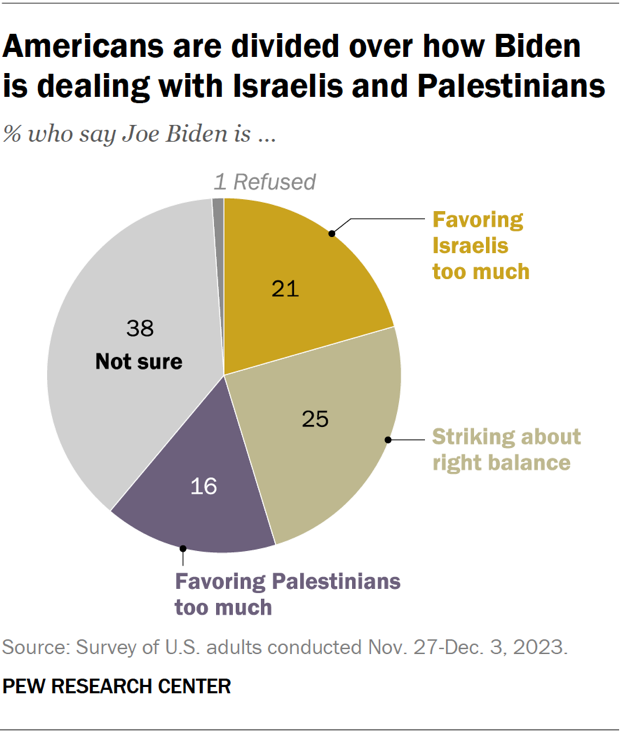 Americans are divided over how Biden
is dealing with Israelis and Palestinians
% who say Joe Biden is ...
1 Refused
Favoring
Israelis
too much
21
38
Not sure
25
Striking about
right balance
16
Favoring Palestinians
too much
Source: Survey of U.S. adults conducted Nov. 27-Dec. 3, 2023.
PEW RESEARCH CENTER